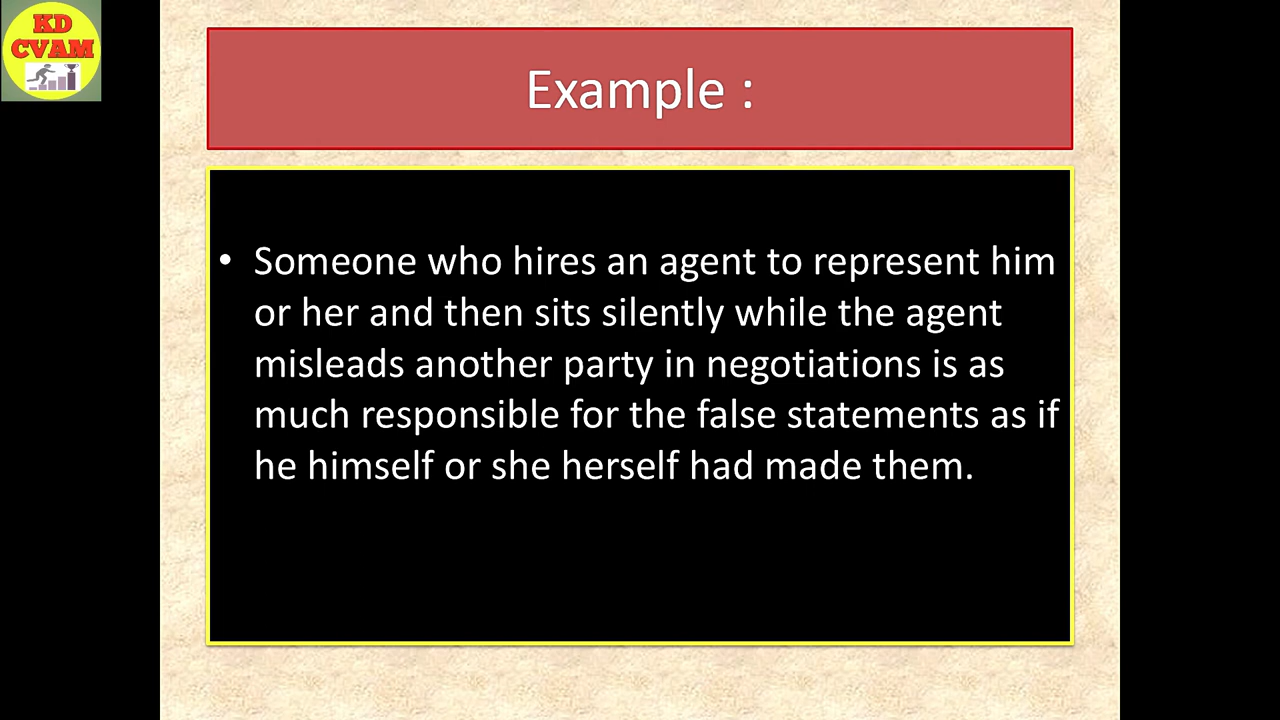 KD
CVAM
Example :
• Someone who hires an agent to represent him
or her and then sits silently while the agent
misleads another party in negotiations is as
much responsible for the false statements as if
he himself or she herself had made them.